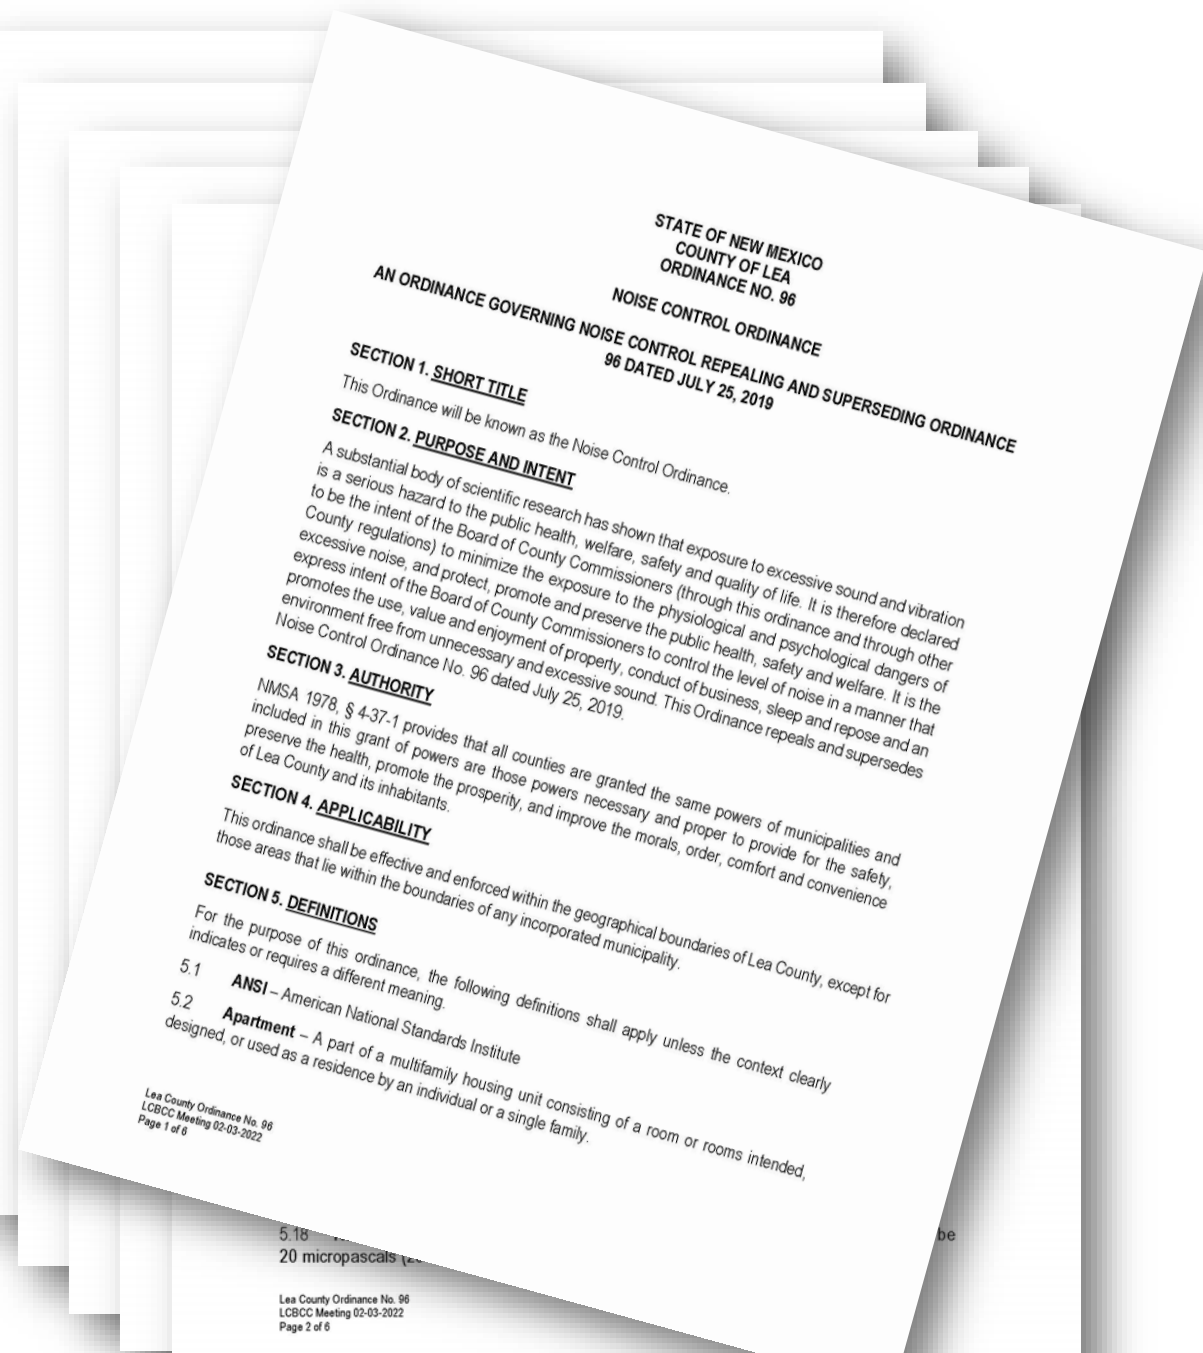 STATE OF NEW MEXICO
COUNTY OF LEA
ORDINANCE NO. 96
NOISE CONTROL ORDINANCE
AN ORDINANCE GOVERNING NOISE CONTROL REPEALING AND SUPERSEDING ORDINANCE
96 DATED JULY 25, 2019
SECTION 1. SHORT TITLE
This Ordinance will be known as the Noise Control Ordinance.
SECTION 2. PURPOSE AND INTENT
A substantial body of scientific research has shown that exposure to excessive sound and vibration
is a serious hazard to the public health, welfare, safety and quality of life. It is therefore declared
to be the intent of the Board of County Commissioners (through this ordinance and through other
County regulations) to minimize the exposure to the physiological and psychological dangers of
excessive noise, and protect, promote and preserve the public health, safety and welfare. It is the
express intent of the Board of County Commissioners to control the level of noise in a manner that
promotes the use, value and enjoyment of property, conduct of business, sleep and repose and an
environment free from unnecessary and excessive sound. This Ordinance repeals and supersedes
Noise Control Ordinance No. 96 dated July 25, 2019.
SECTION 3. AUTHORITY
NMSA 1978, § 4-37-1 provides that all counties are granted the same powers of municipalities and
included in this grant of powers are those powers necessary and proper to provide for the safety,
preserve the health, promote the prosperity, and improve the morals, order, comfort and convenience
of Lea County and its inhabitants.
SECTION 4. APPLICABILITY
This ordinance shall be effective and enforced within the geographical boundaries of Lea County, except for
those areas that lie within the boundaries of any incorporated municipality.
SECTION 5. DEFINITIONS
For the purpose of this ordinance, the following definitions shall apply unless the context clearly
indicates or requires a different meaning.
5.1 ANSI – American National Standards Institute
5.2 Apartment – A part of a multifamily housing unit consisting of a room or rooms intended,
designed, or used as a residence by an individual or a single family.
Lea County Ordinance No. 96
LCBCC Meeting 02-03-2022
Page 1 of 6
5.18 be
20 micropascals
Lea County Ordinance No. 96
LCBCC Meeting 02-03-2022
Page 2 of 6